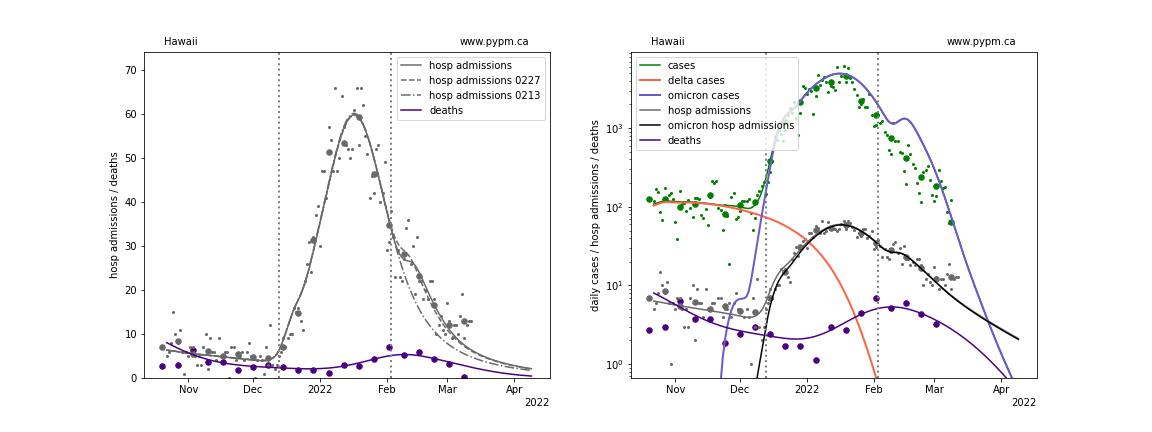 Hawaii
www.pypm.ca
hosp admissions
hosp admissions 0227
hosp admissions 0213
deaths
hosp admissions / deaths
70
60
50
40
30
20
10
0
Nov
Dec
2022
Feb
Mar
Apr
2022
Hawaii
www.pypm.ca
cases
delta cases
omicron cases
hosp admissions
omicron hosp admissions
deaths
daily cases / hosp admissions / deaths
10³
10²
10¹
10⁰
Nov
Dec
2022
Feb
Mar
Apr
2022